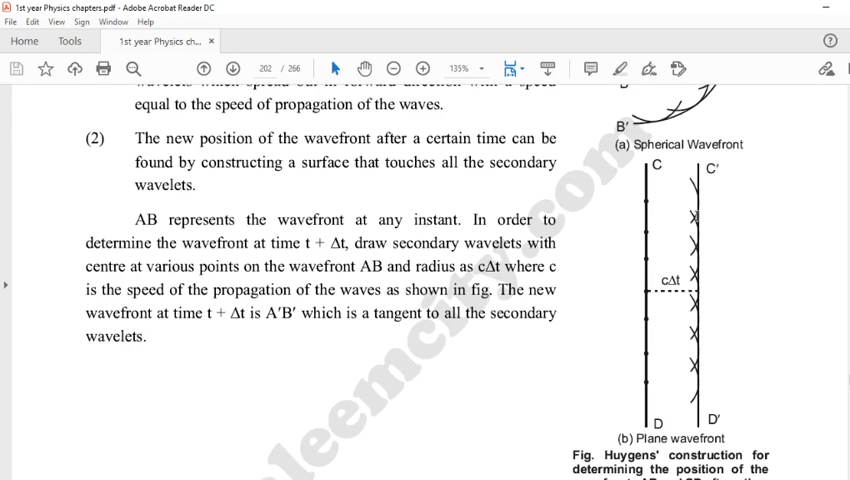 1st year Physics chapters.pdf - Adobe Acrobat Reader DC
File Edit View Sign Window Help
Home Tools 1st year Physics ch... ×
202 / 266 135%
equal to the speed of propagation of the waves.
(2) The new position of the wavefront after a certain time can be
found by constructing a surface that touches all the secondary
wavelets.
AB represents the wavefront at any instant. In order to
determine the wavefront at time t + Δt, draw secondary wavelets with
centre at various points on the wavefront AB and radius as cΔt where c
is the speed of the propagation of the waves as shown in fig. The new
wavefront at time t + Δt is A′B′ which is a tangent to all the secondary
wavelets.
B′
(a) Spherical Wavefront
C C′
cΔt
D D′
(b) Plane wavefront
Fig. Huygens' construction for
determining the position of the
leemcity.com